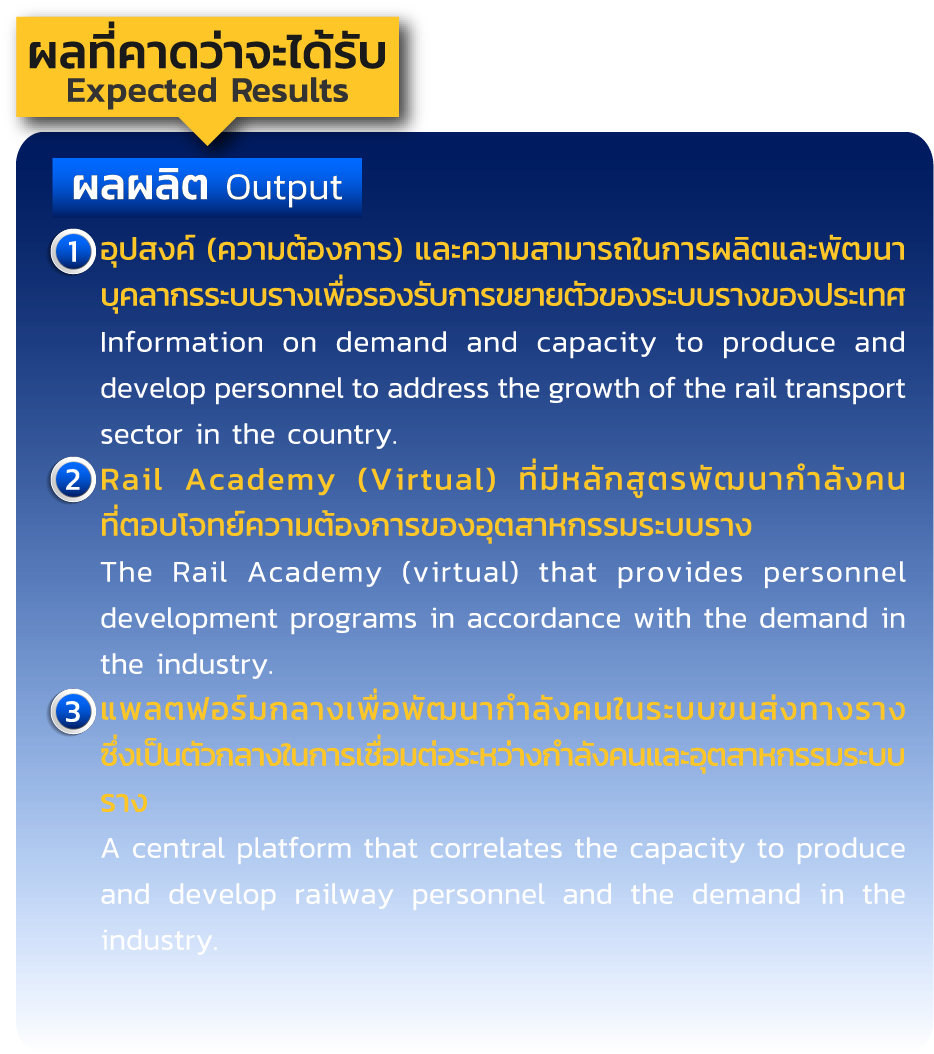 ผลที่คาดว่าจะได้รับ
Expected Results
ผลผลิต Output
1 อุปสงค์ (ความต้องการ) และความสามารถในการผลิตและพัฒนา
บุคลากรระบบรางเพื่อรองรับการขยายตัวของระบบรางของประเทศ
Information on demand and capacity to produce and
develop personnel to address the growth of the rail transport
sector in the country.
2 Rail Academy (Virtual) ที่มีหลักสูตรพัฒนากำลังคน
ที่ตอบโจทย์ความต้องการของอุตสาหกรรมระบบราง
The Rail Academy (virtual) that provides personnel
development programs in accordance with the demand in
the industry.
3 แพลตฟอร์มกลางเพื่อพัฒนากำลังคนในระบบขนส่งทางราง
ซึ่งเป็นตัวกลางในการเชื่อมต่อระหว่างกำลังคนและอุตสาหกรรมระบบ
ราง
A central platform that correlates the capacity to produce
and develop railway personnel and the demand in the
industry.